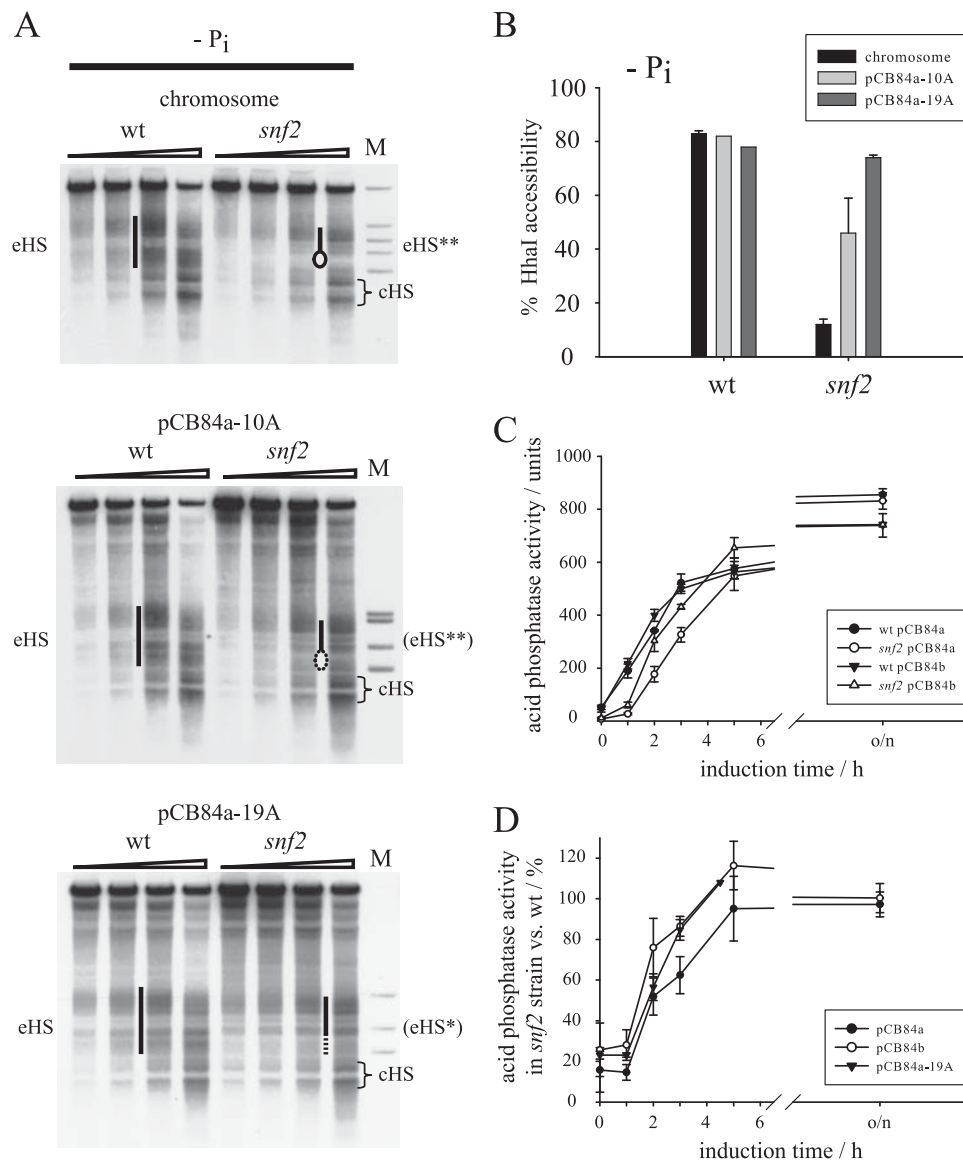 A
- Pi
chromosome
wt
snf2
M
eHS
eHS**
cHS
pCB84a-10A
wt
snf2
M
eHS
(eHS**)
cHS
pCB84a-19A
wt
snf2
M
eHS
(eHS*)
cHS
B
- Pi
chromosome
pCB84a-10A
pCB84a-19A
% HhaI accessibility
100
80
60
40
20
0
wt
snf2
C
acid phosphatase activity / units
1000
800
600
400
200
0
wt pCB84a
snf2 pCB84a
wt pCB84b
snf2 pCB84b
0 2 4 6 o/n
induction time / h
D
acid phosphatase activity
in snf2 strain vs. wt / %
120
100
80
60
40
20
0
pCB84a
pCB84b
pCB84a-19A
0 2 4 6 o/n
induction time / h